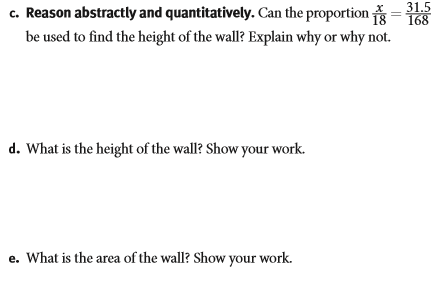 c. Reason abstractly and quantitatively. Can the proportion x/18 = 31.5/168
be used to find the height of the wall? Explain why or why not.
d. What is the height of the wall? Show your work.
e. What is the area of the wall? Show your work.